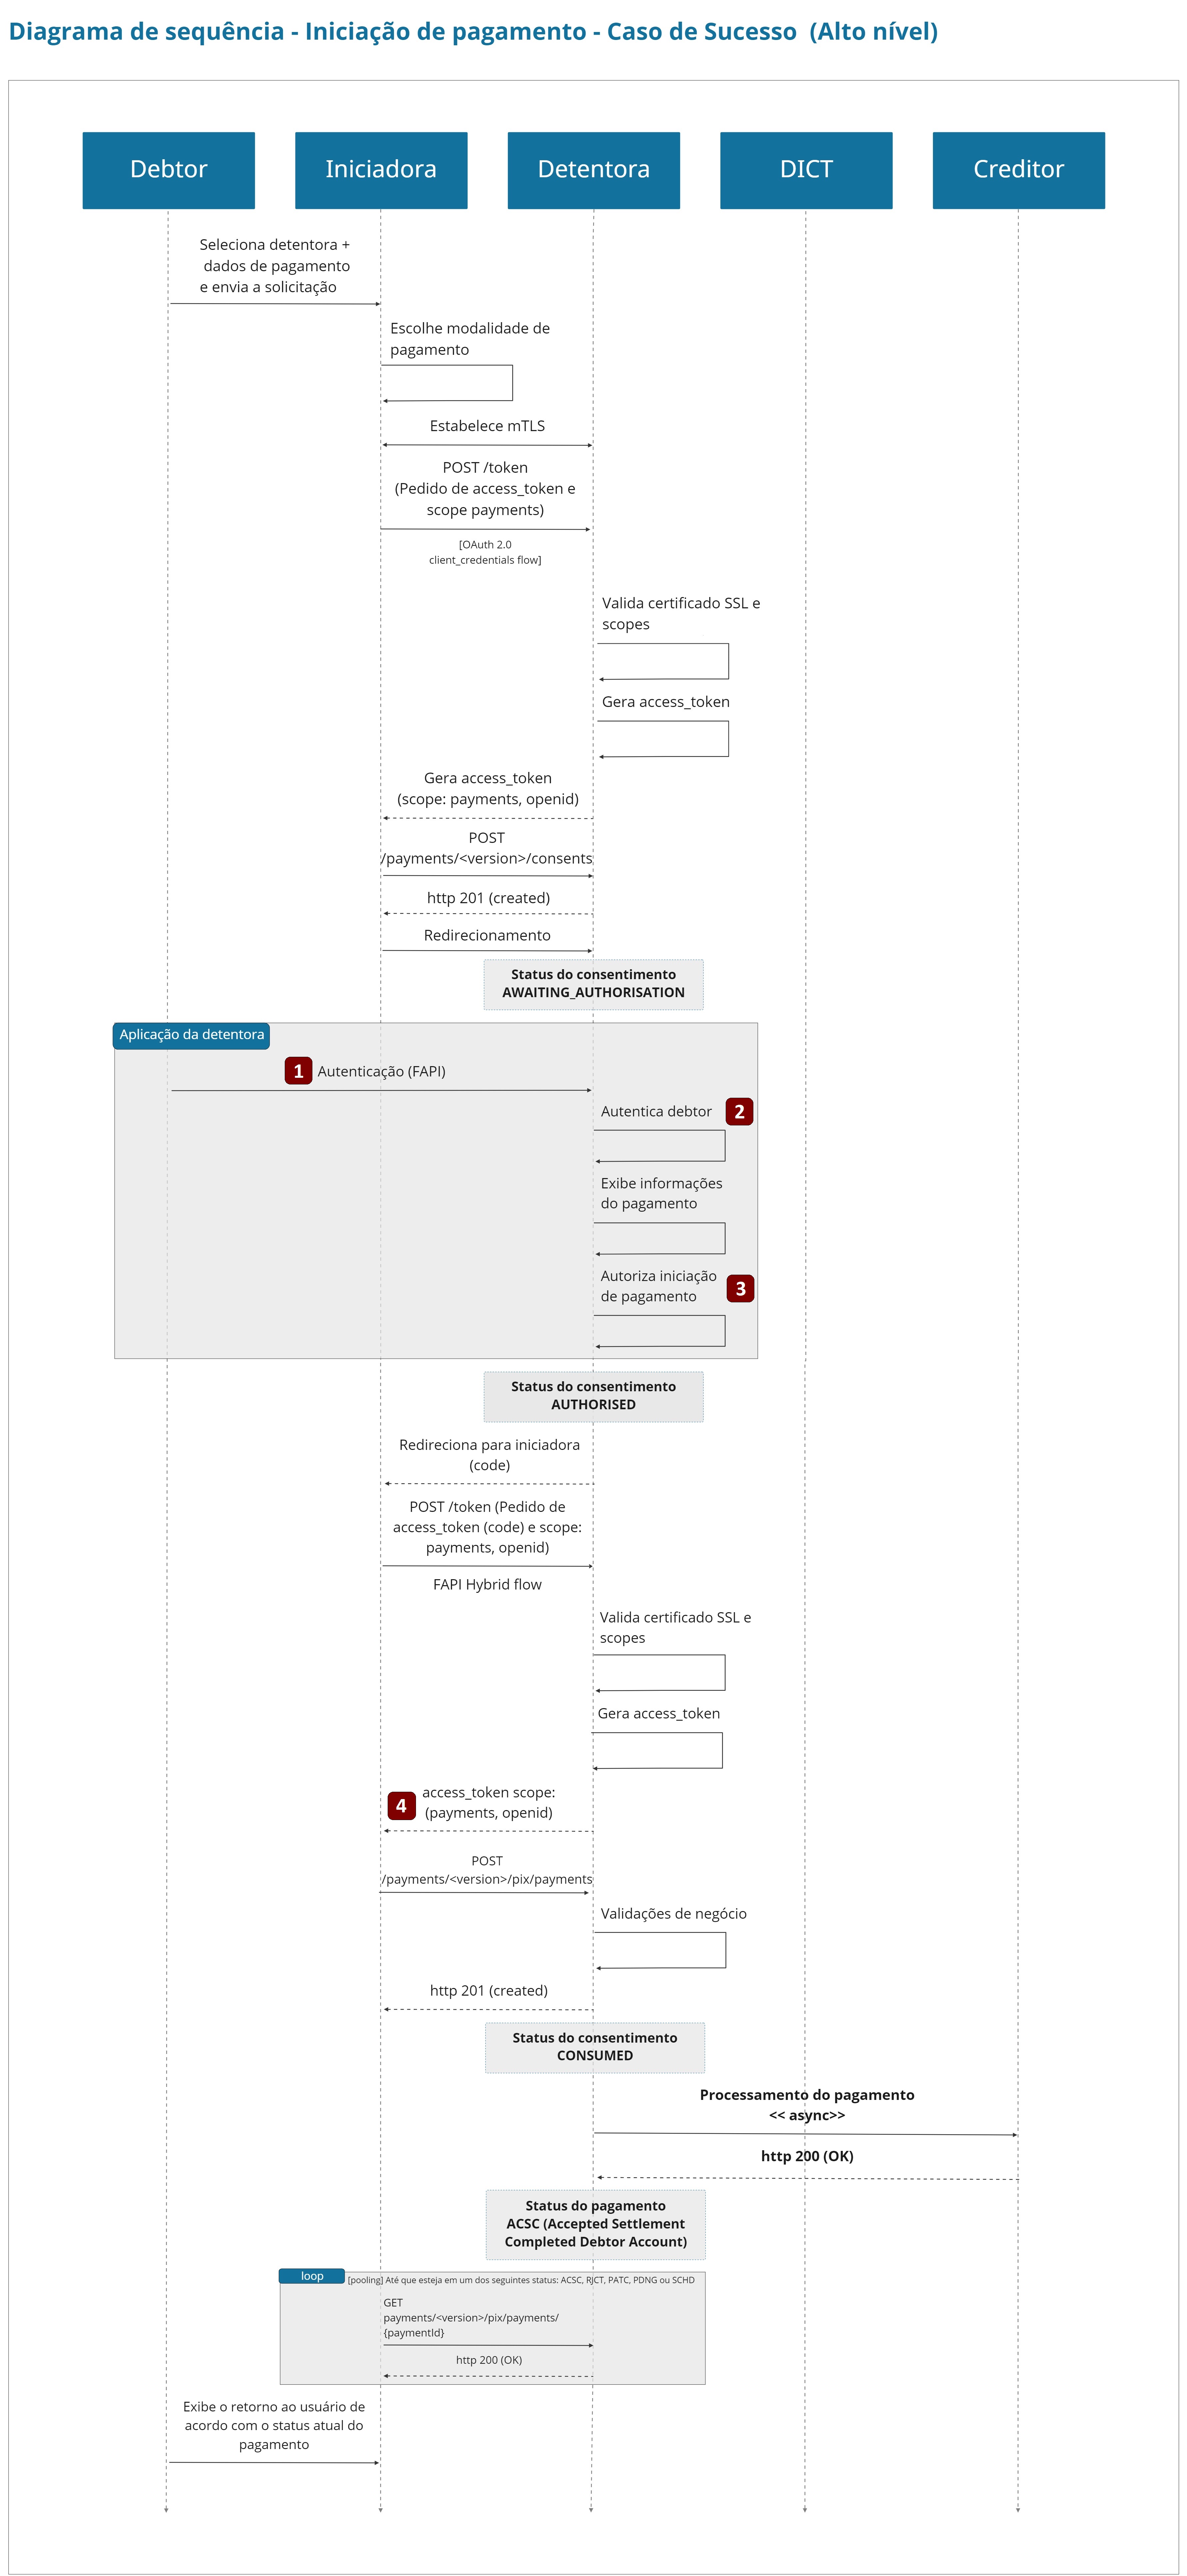 Diagrama de sequência - Iniciação de pagamento - Caso de Sucesso  (Alto nível)
Debtor
Iniciadora
Detentora
DICT
Creditor
Seleciona detentora +
dados de pagamento
e envia a solicitação
Escolhe modalidade de
pagamento
Estabelece mTLS
POST /token
(Pedido de access_token e
scope payments)
[OAuth 2.0
client_credentials flow]
Valida certificado SSL e
scopes
Gera access_token
Gera access_token
(scope: payments, openid)
POST
/payments/<version>/consents
http 201 (created)
Redirecionamento
Status do consentimento
AWAITING_AUTHORISATION
Aplicação da detentora
1 Autenticação (FAPI)
Autentica debtor 2
Exibe informações
do pagamento
Autoriza iniciação
de pagamento
3
Status do consentimento
AUTHORISED
Redireciona para iniciadora
(code)
POST /token (Pedido de
access_token (code) e scope:
payments, openid)
FAPI Hybrid flow
Valida certificado SSL e
scopes
Gera access_token
4
access_token scope:
(payments, openid)
POST
/payments/<version>/pix/payments
Validações de negócio
http 201 (created)
Status do consentimento
CONSUMED
Processamento do pagamento
<< async>>
http 200 (OK)
Status do pagamento
ACSC (Accepted Settlement
Completed Debtor Account)
loop
[pooling] Até que esteja em um dos seguintes status: ACSC, RJCT, PATC, PDNG ou SCHD
GET
payments/<version>/pix/payments/
{paymentId}
http 200 (OK)
Exibe o retorno ao usuário de
acordo com o status atual do
pagamento